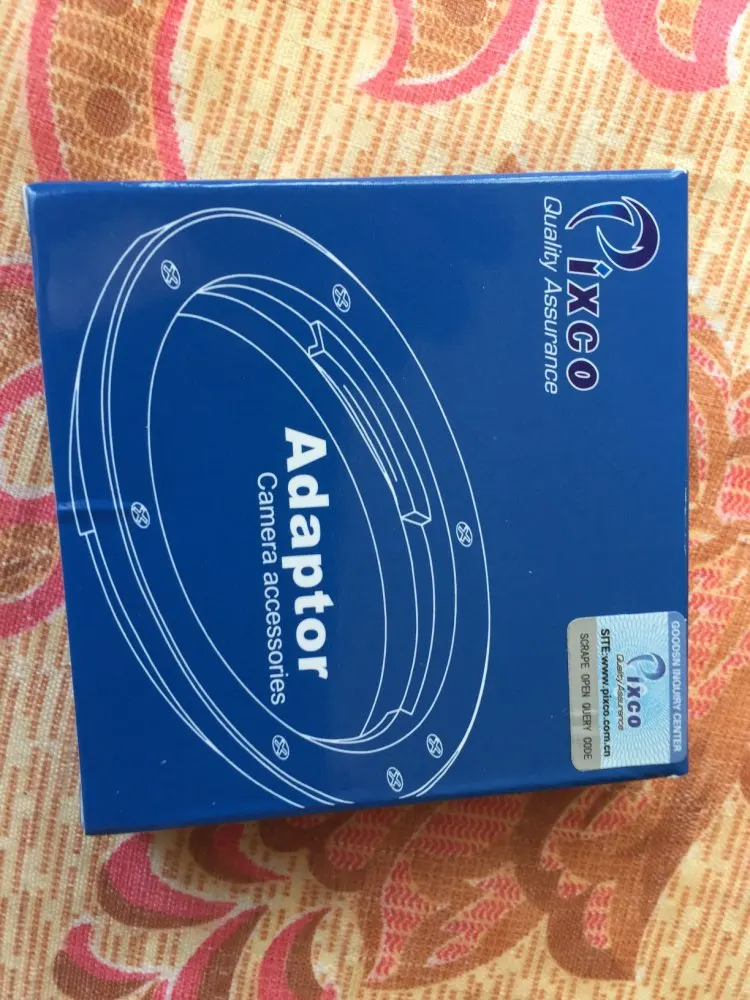 Pixco
Quality Assurance
Adaptor
Camera accessories
GOODSN INQUIRY CENTER
Pixco
Quality Assurance
SITE:www.pixco.com.cn
SCRAPE OPEN QUERY CODE